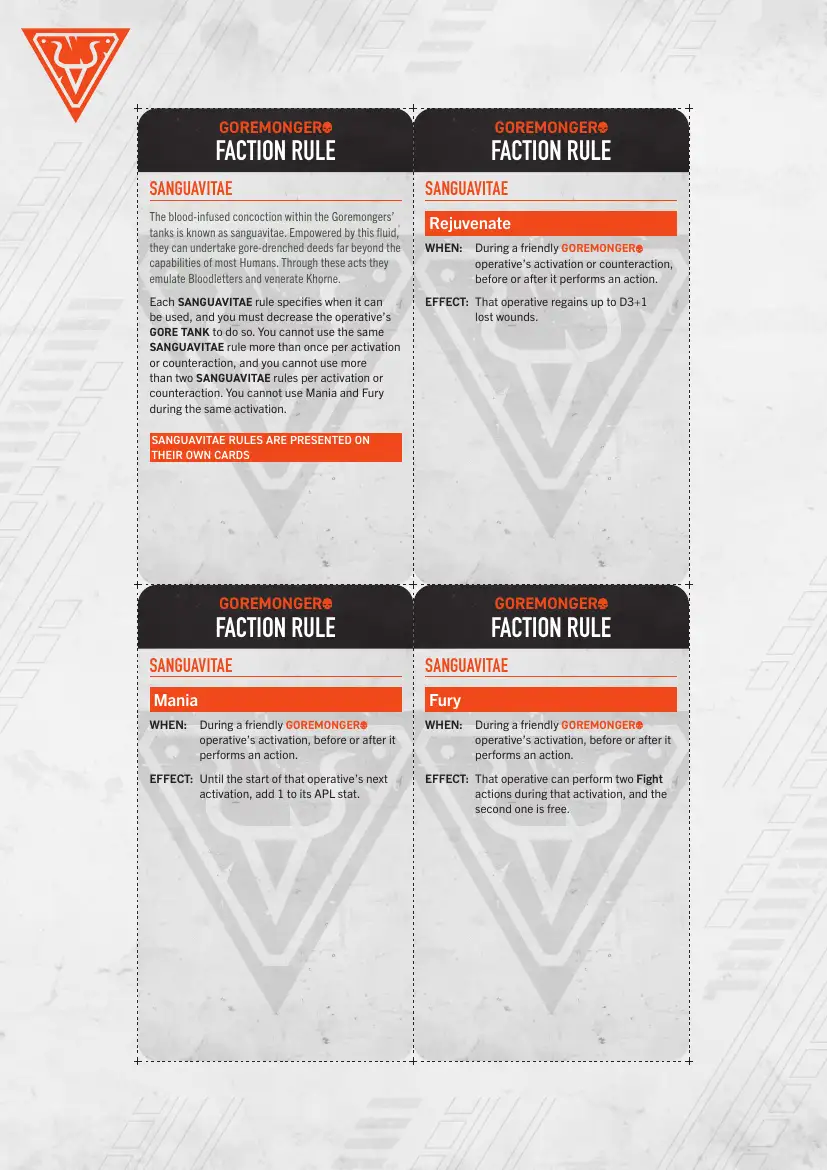 GOREMONGER
FACTION RULE
SANGUAVITAE
The blood-infused concoction within the Goremongers'
tanks is known as sanguavitae. Empowered by this fluid,
they can undertake gore-drenched deeds far beyond the
capabilities of most Humans. Through these acts they
emulate Bloodletters and venerate Khorne.
Each SANGUAVITAE rule specifies when it can
be used, and you must decrease the operative's
GORE TANK to do so. You cannot use the same
SANGUAVITAE rule more than once per activation
or counteraction, and you cannot use more
than two SANGUAVITAE rules per activation or
counteraction. You cannot use Mania and Fury
during the same activation.
SANGUAVITAE RULES ARE PRESENTED ON
THEIR OWN CARDS
GOREMONGER
FACTION RULE
SANGUAVITAE
Rejuvenate
WHEN: During a friendly GOREMONGER
operative's activation or counteraction,
before or after it performs an action.
EFFECT: That operative regains up to D3+1
lost wounds.
GOREMONGER
FACTION RULE
SANGUAVITAE
Mania
WHEN: During a friendly GOREMONGER
operative's activation, before or after it
performs an action.
EFFECT: Until the start of that operative's next
activation, add 1 to its APL stat.
GOREMONGER
FACTION RULE
SANGUAVITAE
Fury
WHEN: During a friendly GOREMONGER
operative's activation, before or after it
performs an action.
EFFECT: That operative can perform two Fight
actions during that activation, and the
second one is free.